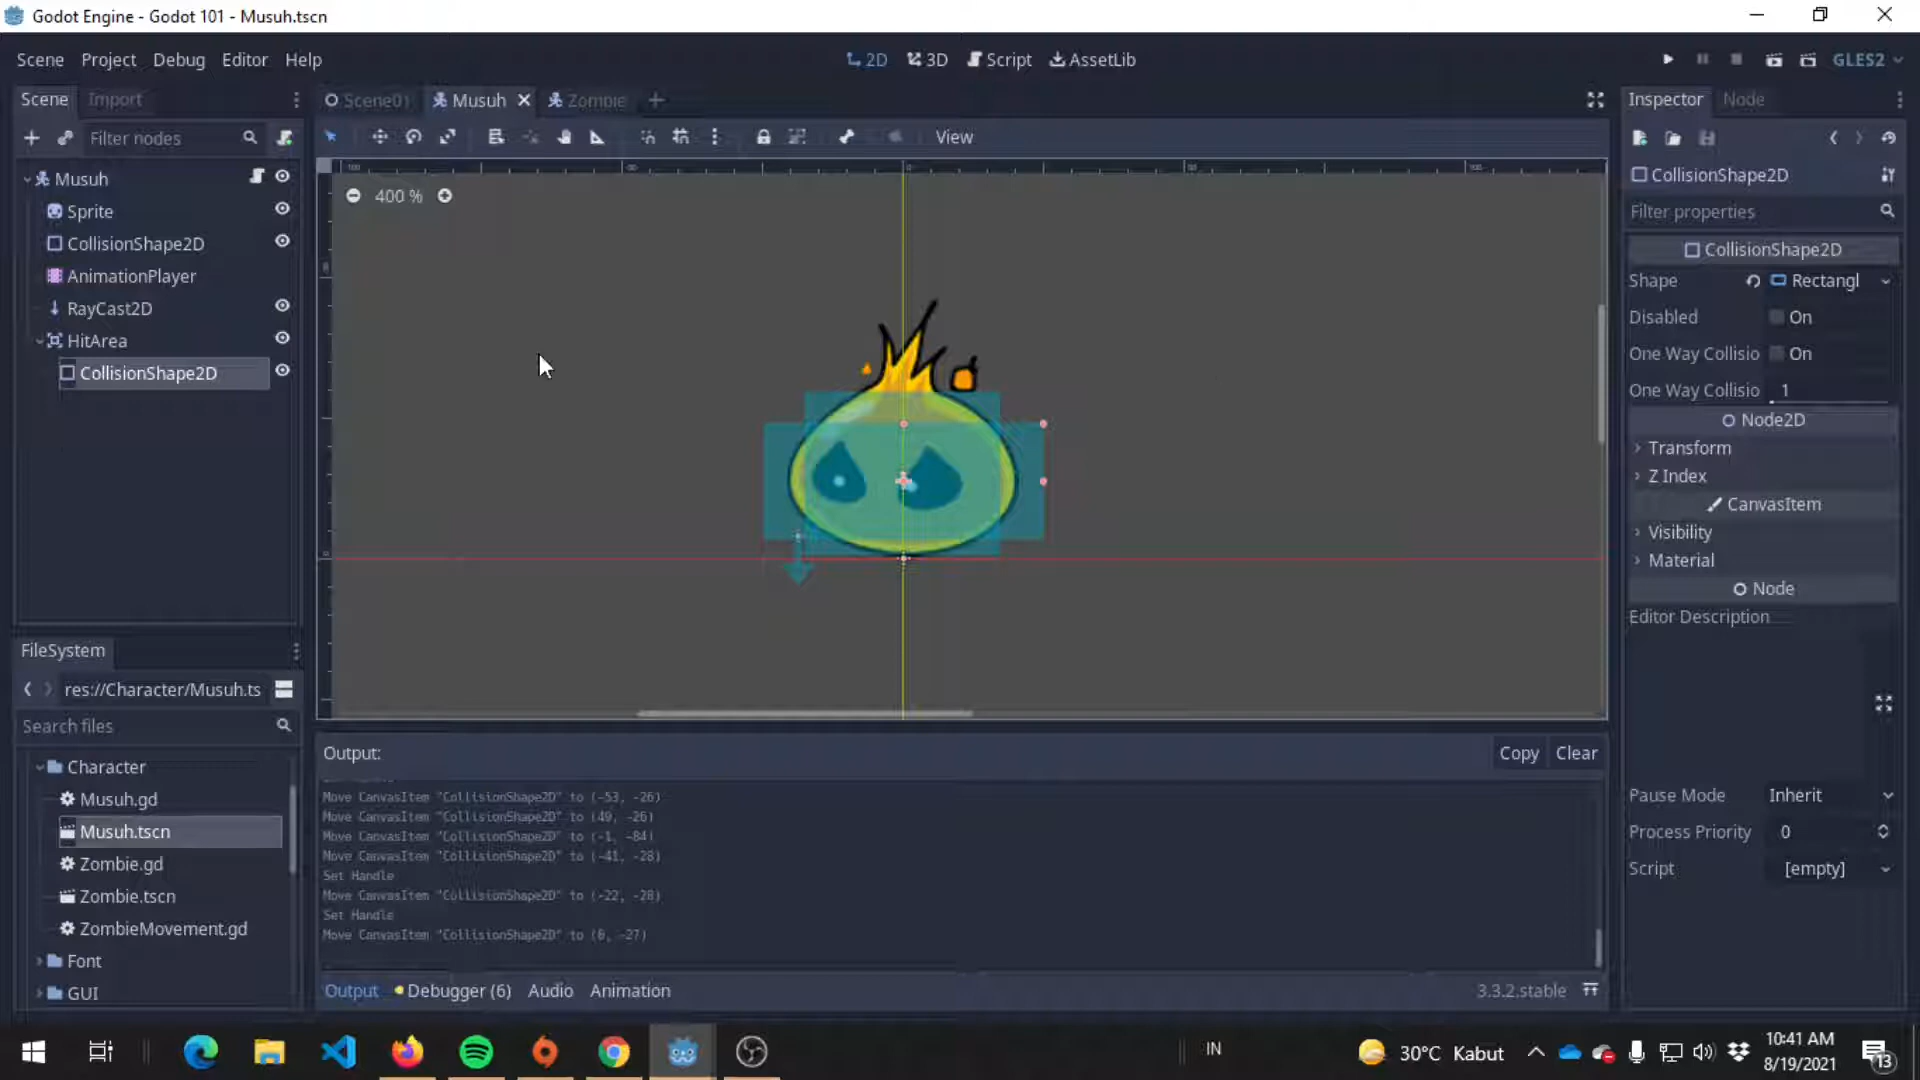 Godot Engine - Godot 101 - Musuh.tscn
Scene Project Debug Editor Help
2D 3D Script AssetLib
GLES2
Scene Import
Filter nodes
Musuh
Sprite
CollisionShape2D
AnimationPlayer
RayCast2D
HitArea
CollisionShape2D
FileSystem
res://Character/Musuh.ts
Search files
Character
Musuh.gd
Musuh.tscn
Zombie.gd
Zombie.tscn
ZombieMovement.gd
Font
GUI
Scene01 Musuh Zombie
View
400 %
Output:
Copy Clear
Move CanvasItem "CollisionShape2D" to (-53, -26)
Move CanvasItem "CollisionShape2D" to (49, -26)
Move CanvasItem "CollisionShape2D" to (-1, -84)
Move CanvasItem "CollisionShape2D" to (-41, -28)
Set Handle
Move CanvasItem "CollisionShape2D" to (-22, -28)
Set Handle
Move CanvasItem "CollisionShape2D" to (0, -27)
Output Debugger (6) Audio Animation
3.3.2.stable
Inspector Node
CollisionShape2D
Filter properties
CollisionShape2D
Shape Rectangl
Disabled On
One Way Collisio On
One Way Collisio 1
Node2D
Transform
Z Index
CanvasItem
Visibility
Material
Node
Editor Description
Pause Mode Inherit
Process Priority 0
Script [empty]
IN
30°C Kabut
10:41 AM
8/19/2021
13